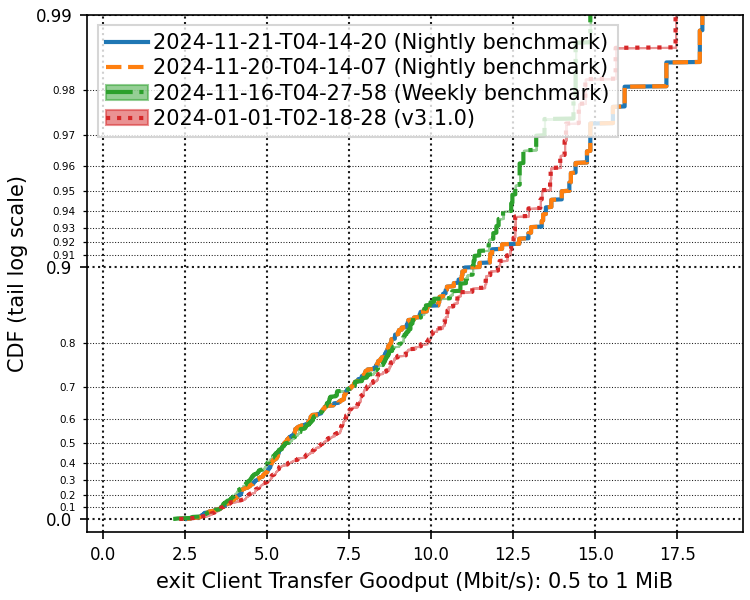 0.99
0.98
0.97
0.96
0.95
0.94
0.93
0.92
0.91
0.9
0.8
0.7
0.6
0.5
0.4
0.3
0.2
0.1
0.0
CDF (tail log scale)
2024-11-21-T04-14-20 (Nightly benchmark)
2024-11-20-T04-14-07 (Nightly benchmark)
2024-11-16-T04-27-58 (Weekly benchmark)
2024-01-01-T02-18-28 (v3.1.0)
0.0 2.5 5.0 7.5 10.0 12.5 15.0 17.5
exit Client Transfer Goodput (Mbit/s): 0.5 to 1 MiB